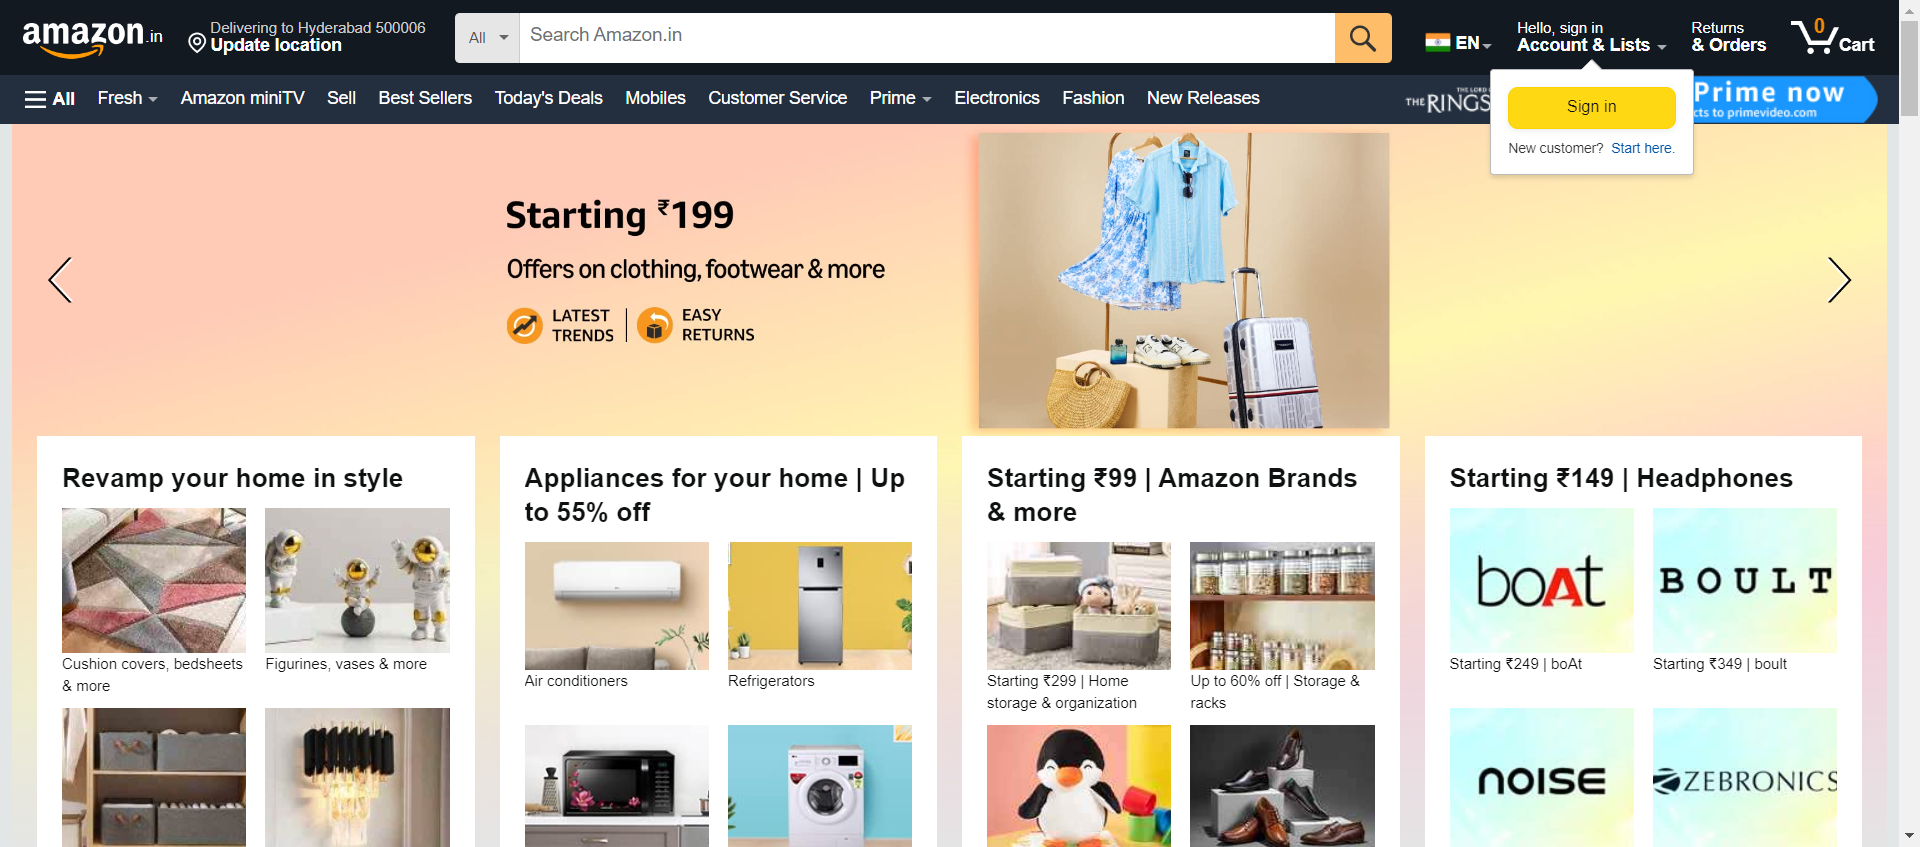 amazon.in
Delivering to Hyderabad 500006
Update location
All
Search Amazon.in
EN
Hello, sign in
Account & Lists
Returns
& Orders
0
Cart
All
Fresh
Amazon miniTV
Sell
Best Sellers
Today's Deals
Mobiles
Customer Service
Prime
Electronics
Fashion
New Releases
THE LORD
THE RINGS
Prime now
cts to primevideo.com
Sign in
New customer? Start here.
Starting ₹199
Offers on clothing, footwear & more
LATEST
TRENDS
EASY
RETURNS
Revamp your home in style
Cushion covers, bedsheets
& more
Figurines, vases & more
Appliances for your home | Up
to 55% off
Air conditioners
Refrigerators
Starting ₹99 | Amazon Brands
& more
Starting ₹299 | Home
storage & organization
Up to 60% off | Storage &
racks
Starting ₹149 | Headphones
boAt
BOULT
Starting ₹249 | boAt
Starting ₹349 | boult
noise
ZEBRONICS